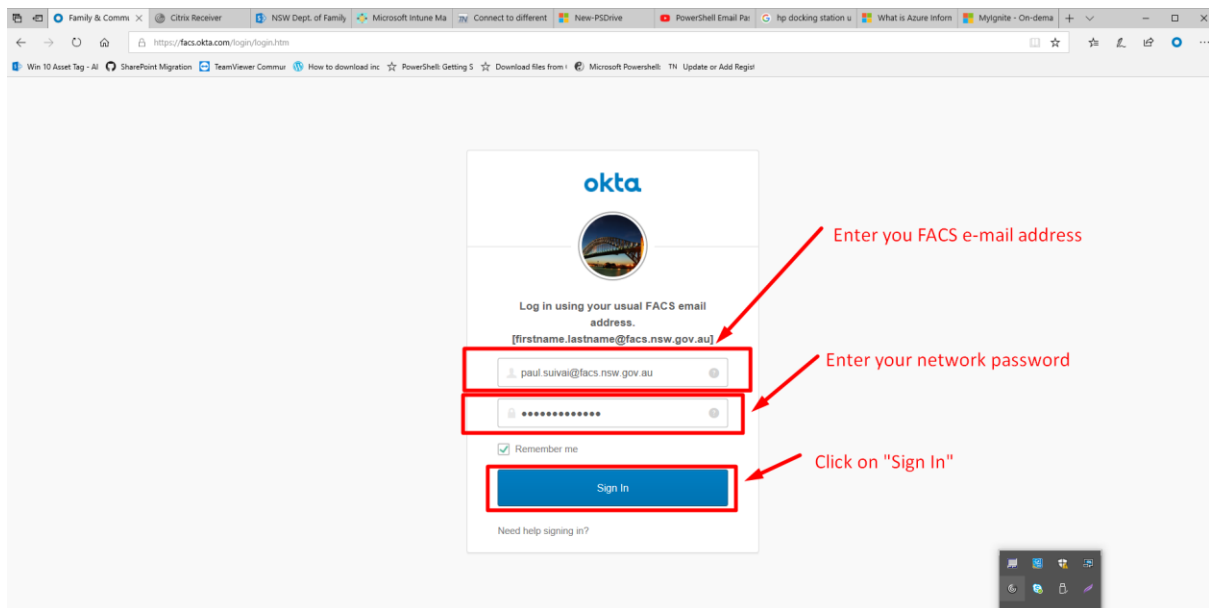 Family & Commu
Citrix Receiver
NSW Dept. of Family
Microsoft Intune Ma
Connect to different
New-PSDrive
PowerShell Email Pas
hp docking station u
What is Azure Inform
MyIgnite - On-dema
https://facs.okta.com/login/login.htm
Win 10 Asset Tag - Al
SharePoint Migration
TeamViewer Commun
How to download inc
PowerShell: Getting S
Download files from
Microsoft Powershell:
TN Update or Add Regist
okta
Enter you FACS e-mail address
Log in using your usual FACS email
address.
[firstname.lastname@facs.nsw.gov.au]
Enter your network password
paul.suivai@facs.nsw.gov.au
Remember me
Click on "Sign In"
Sign In
Need help signing in?